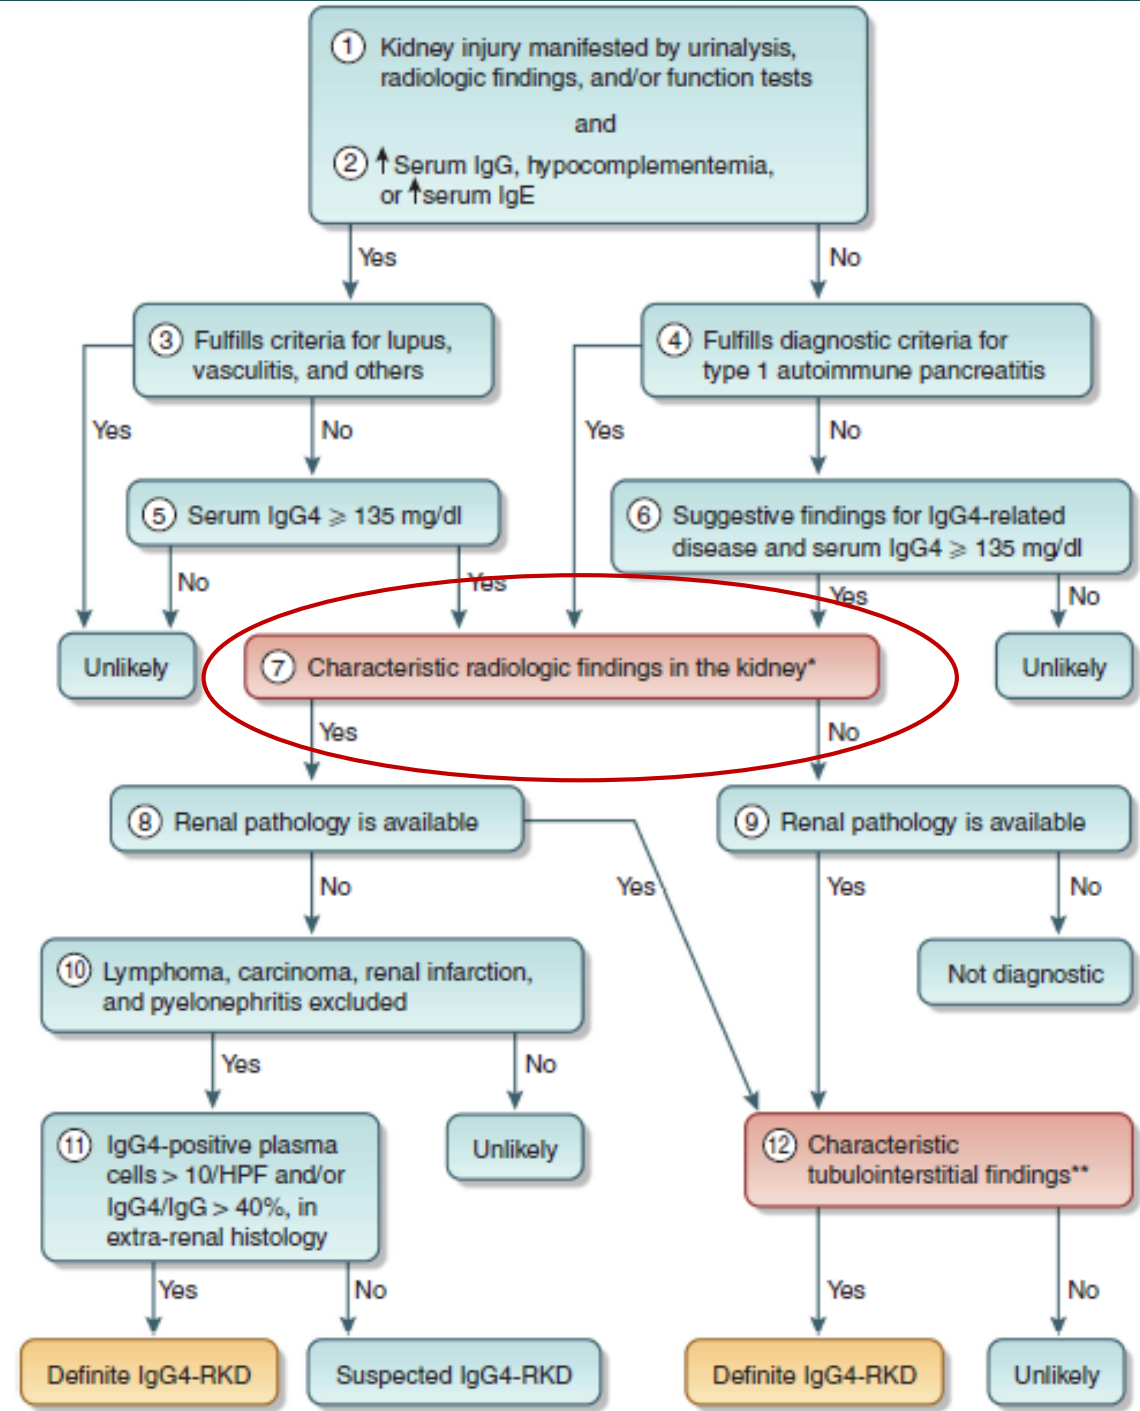 ① Kidney injury manifested by urinalysis,
radiologic findings, and/or function tests
and
② ↑Serum IgG, hypocomplementemia,
or ↑serum IgE
Yes
No
③ Fulfills criteria for lupus,
vasculitis, and others
④ Fulfills diagnostic criteria for
type 1 autoimmune pancreatitis
Yes
No
Yes
No
⑤ Serum IgG4 ⩾ 135 mg/dl
⑥ Suggestive findings for IgG4-related
disease and serum IgG4 ⩾ 135 mg/dl
No
Yes
Yes
No
Unlikely
⑦ Characteristic radiologic findings in the kidney*
Unlikely
Yes
No
⑧ Renal pathology is available
⑨ Renal pathology is available
No
Yes
Yes
No
⑩ Lymphoma, carcinoma, renal infarction,
and pyelonephritis excluded
Not diagnostic
Yes
No
⑪ IgG4-positive plasma
cells > 10/HPF and/or
IgG4/IgG > 40%, in
extra-renal histology
Unlikely
⑫ Characteristic
tubulointerstitial findings**
Yes
No
Yes
No
Definite IgG4-RKD
Suspected IgG4-RKD
Definite IgG4-RKD
Unlikely